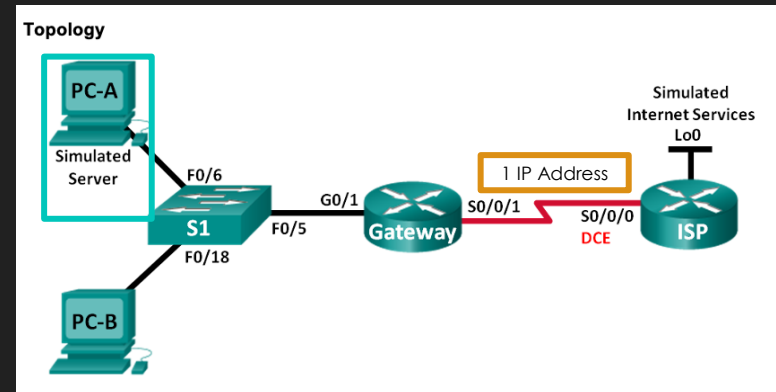 Topology
PC-A
Simulated
Server
F0/6
S1
F0/5
F0/18
PC-B
G0/1
Gateway
S0/0/1
1 IP Address
S0/0/0
DCE
ISP
Simulated
Internet Services
Lo0